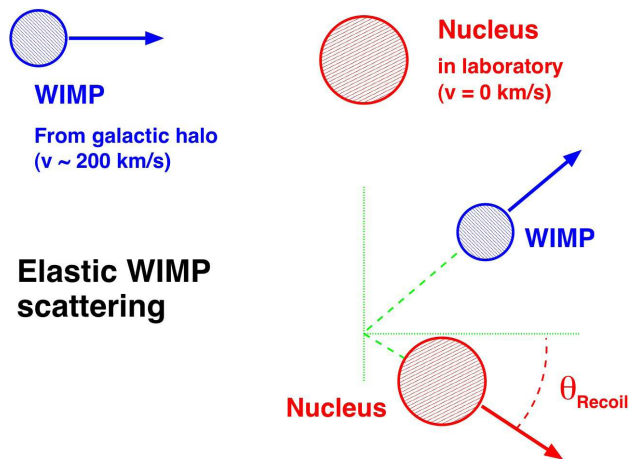 WIMP
From galactic halo
(v ~ 200 km/s)
Nucleus
in laboratory
(v = 0 km/s)
WIMP
Elastic WIMP
scattering
Nucleus
θRecoil